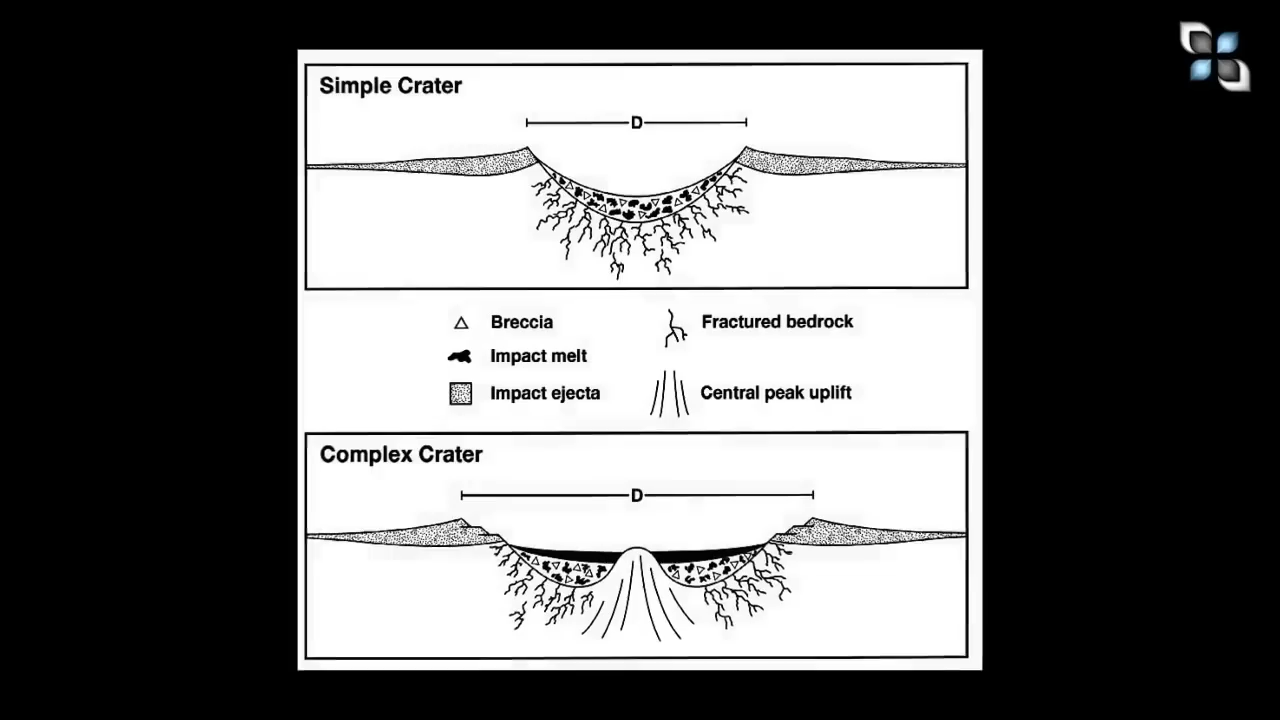 Simple Crater
D
Breccia
Fractured bedrock
Impact melt
Impact ejecta
Central peak uplift
Complex Crater
D